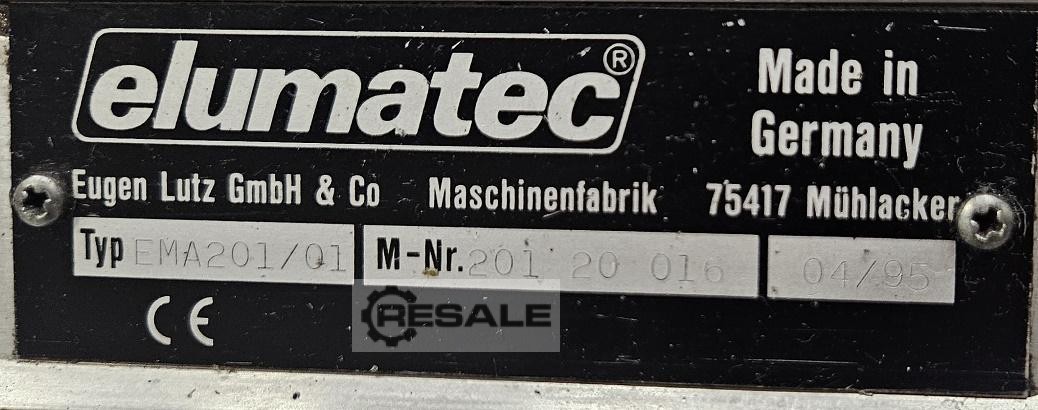 elumatec®
Made in
Germany
Eugen Lutz GmbH & Co Maschinenfabrik 75417 Mühlacker
Typ EMA201/01 M-Nr. 201 20 016 04/95
CE
RESALE